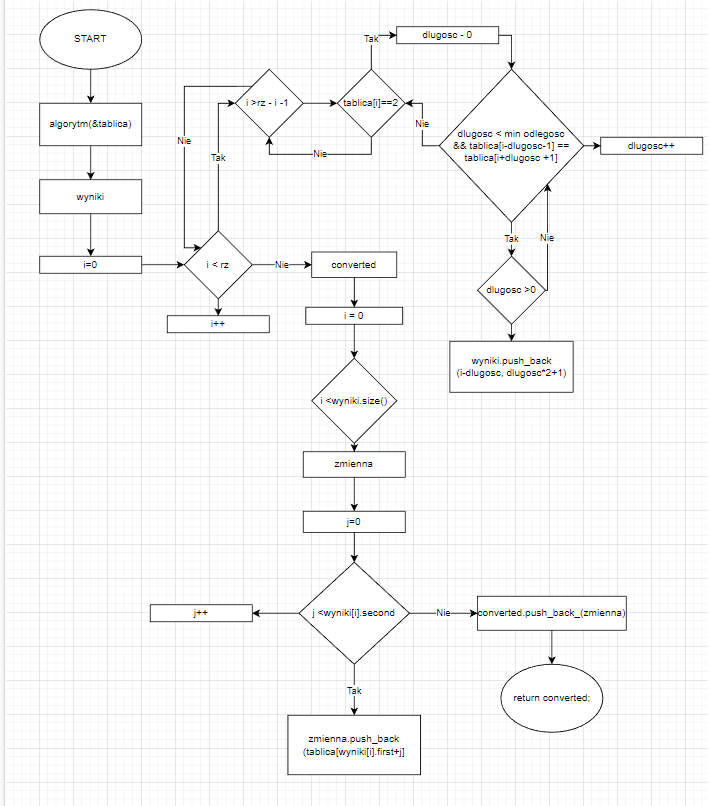 START
algorytm(&tablica)
wyniki
i=0
Nie
Tak
i >rz - i -1
Nie
tablica[i]==2
Tak
dlugosc - 0
Nie
dlugosc < min odlegosc
&& tablica[i-dlugosc-1] ==
tablica[i+dlugosc +1]
dlugosc++
Tak
Nie
dlugosc >0
wyniki.push_back
(i-dlugosc, dlugosc*2+1)
i < rz
i++
Nie
converted
i = 0
i <wyniki.size()
zmienna
j=0
j <wyniki[i].second
j++
Nie
converted.push_back_(zmienna)
return converted;
Tak
zmienna.push_back
(tablica[wyniki[i].first+j]